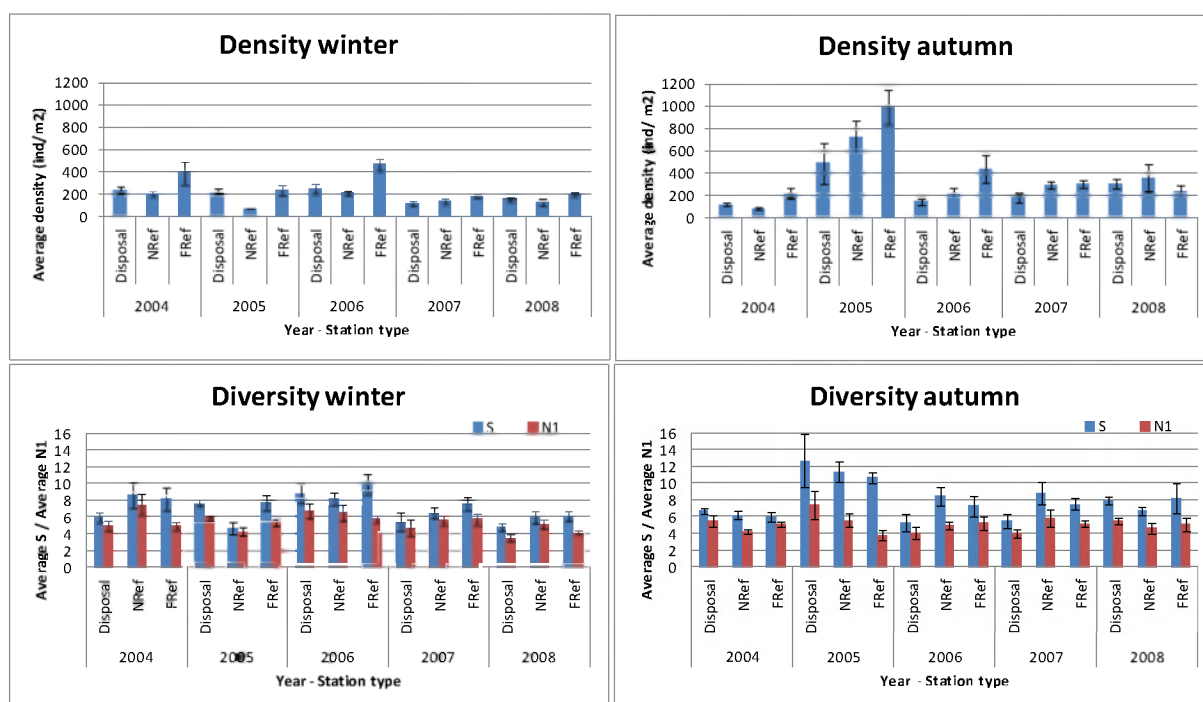 Density winter
Average density (ind/ m2)
1200
1000
800
600
400
200
0
Disposal NRef FRef Disposal NRef FRef Disposal NRef FRef Disposal NRef FRef Disposal NRef FRef
2004 2005 2006 2007 2008
Year - Station type
Density autumn
Average density (ind/ m2)
1200
1000
800
600
400
200
0
Disposal NRef FRef Disposal NRef FRef Disposal NRef FRef Disposal NRef FRef Disposal NRef FRef
2004 2005 2006 2007 2008
Year - Station type
Diversity winter
S N1
Average S / Average N1
16
14
12
10
8
6
4
2
0
Disposal NRef FRef Disposal NRef FRef Disposal NRef FRef Disposal NRef FRef Disposal NRef FRef
2004 2005 2006 2007 2008
Year - Station type
Diversity autumn
S N1
Average S / Average N1
16
14
12
10
8
6
4
2
0
Disposal NRef FRef Disposal NRef FRef Disposal NRef FRef Disposal NRef FRef Disposal NRef FRef
2004 2005 2006 2007 2008
Year - Station type